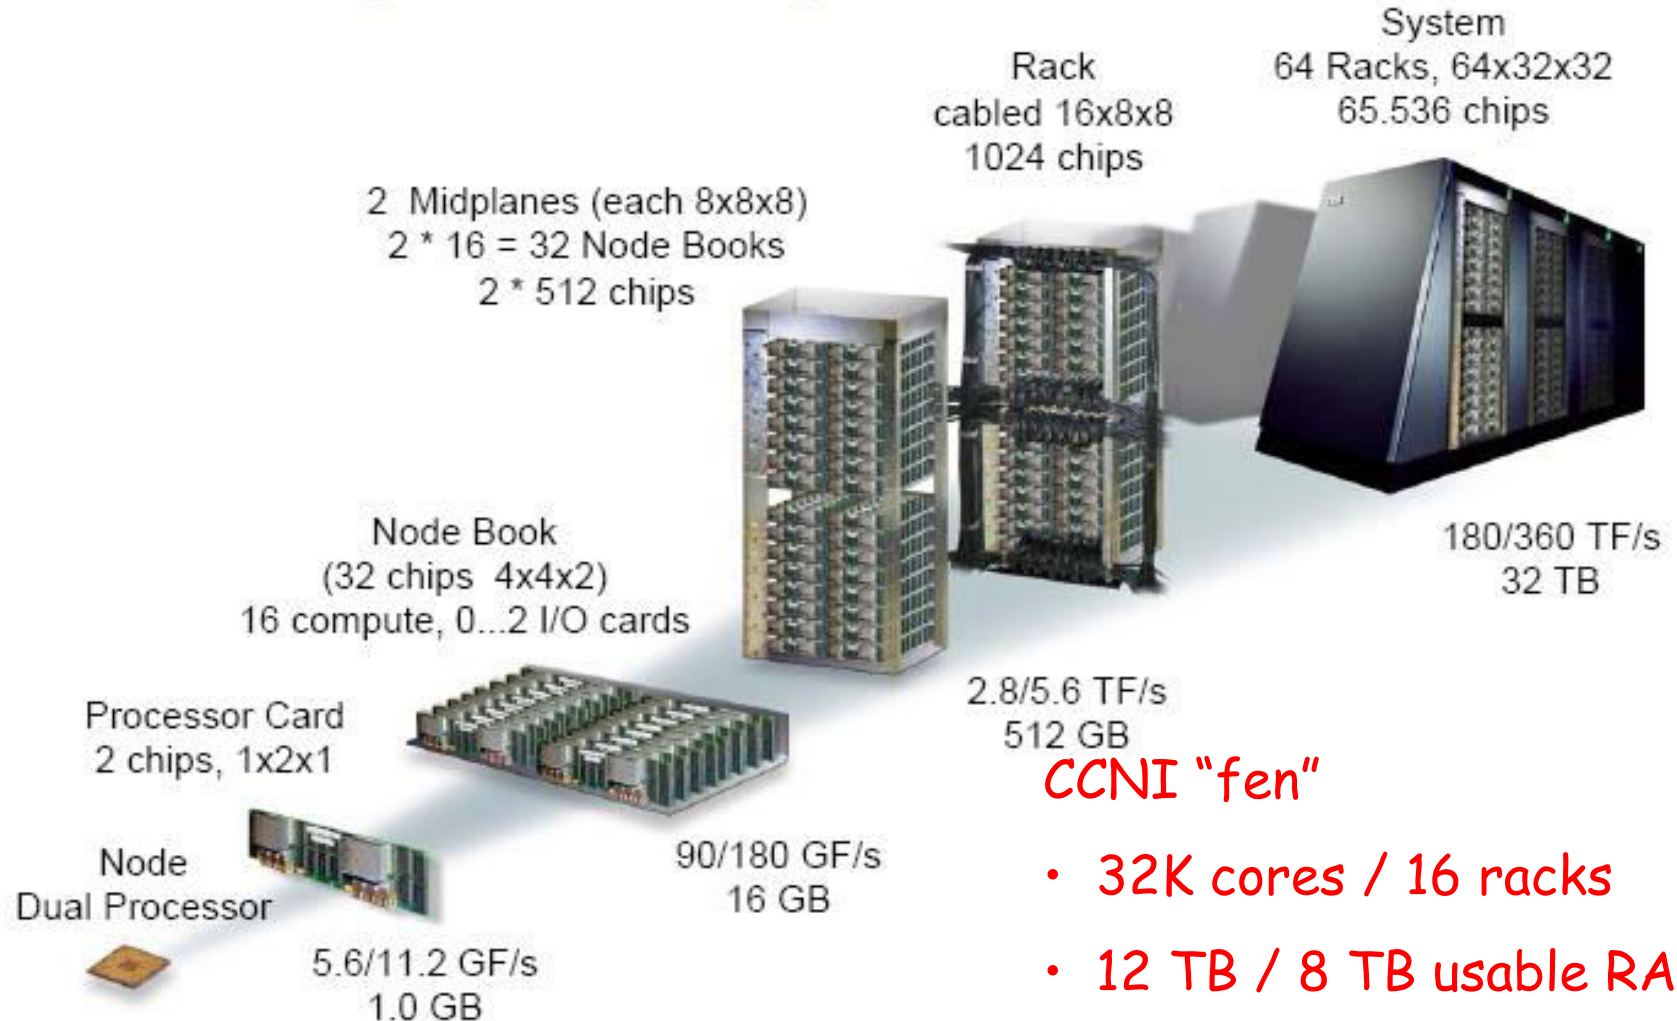 System
64 Racks, 64x32x32
65.536 chips
Rack
cabled 16x8x8
1024 chips
2 Midplanes (each 8x8x8)
2 * 16 = 32 Node Books
2 * 512 chips
180/360 TF/s
32 TB
Node Book
(32 chips 4x4x2)
16 compute, 0...2 I/O cards
2.8/5.6 TF/s
512 GB
Processor Card
2 chips, 1x2x1
90/180 GF/s
16 GB
Node
Dual Processor
5.6/11.2 GF/s
1.0 GB
CCNI “fen”
• 32K cores / 16 racks
• 12 TB / 8 TB usable RA